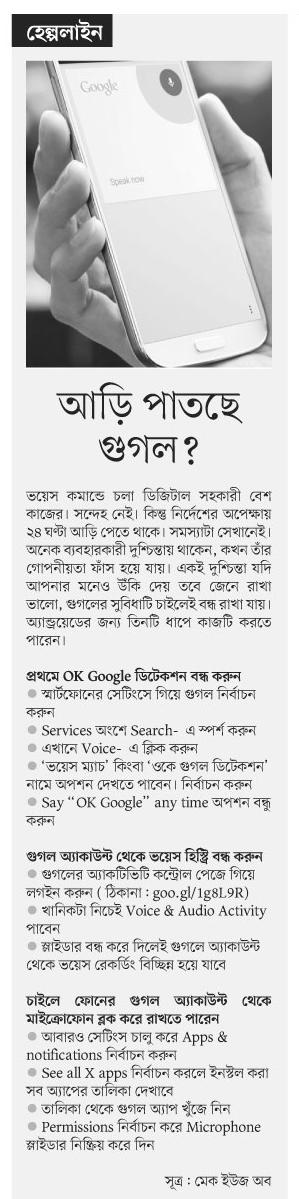 হেল্পলাইন
Google
Speak now
আড়ি পাতছে
গুগল?
ভয়েস কমান্ডে চলা ডিজিটাল সহকারী বেশ
কাজের। সন্দেহ নেই। কিন্তু নির্দেশের অপেক্ষায়
২৪ ঘণ্টা আড়ি পেতে থাকে। সমস্যাটা সেখানেই।
অনেক ব্যবহারকারী দুশ্চিন্তায় থাকেন, কখন তাঁর
গোপনীয়তা ফাঁস হয়ে যায়। একই দুশ্চিন্তা যদি
আপনার মনেও উঁকি দেয় তবে জেনে রাখা
ভালো, গুগলের সুবিধাটি চাইলেই বন্ধ রাখা যায়।
অ্যান্ড্রয়েডের জন্য তিনটি ধাপে কাজটি করতে
পারেন।
প্রথমে OK Google ডিটেকশন বন্ধ করুন
● স্মার্টফোনের সেটিংসে গিয়ে গুগল নির্বাচন
করুন
● Services অংশে Search- এ স্পর্শ করুন
● এখানে Voice- এ ক্লিক করুন
● ‘ভয়েস ম্যাচ’ কিংবা ‘ওকে গুগল ডিটেকশন’
নামে অপশন দেখতে পাবেন। নির্বাচন করুন
● Say “OK Google” any time অপশন বন্ধু
করুন
গুগল অ্যাকাউন্ট থেকে ভয়েস হিস্ট্রি বন্ধ করুন
● গুগলের অ্যাকটিভিটি কন্ট্রোল পেজে গিয়ে
লগইন করুন ( ঠিকানা : goo.gl/1g8L9R)
● খানিকটা নিচেই Voice & Audio Activity
পাবেন
● স্লাইডার বন্ধ করে দিলেই গুগলে অ্যাকাউন্ট
থেকে ভয়েস রেকর্ডিং বিচ্ছিন্ন হয়ে যাবে
চাইলে ফোনের গুগল অ্যাকাউন্ট থেকে
মাইক্রোফোন ব্লক করে রাখতে পারেন
● আবারও সেটিংস চালু করে Apps &
notifications নির্বাচন করুন
● See all X apps নির্বাচন করলে ইনস্টল করা
সব অ্যাপের তালিকা দেখাবে
● তালিকা থেকে গুগল অ্যাপ খুঁজে নিন
● Permissions নির্বাচন করে Microphone
স্লাইডার নিষ্ক্রিয় করে দিন
সূত্র : মেক ইউজ অব